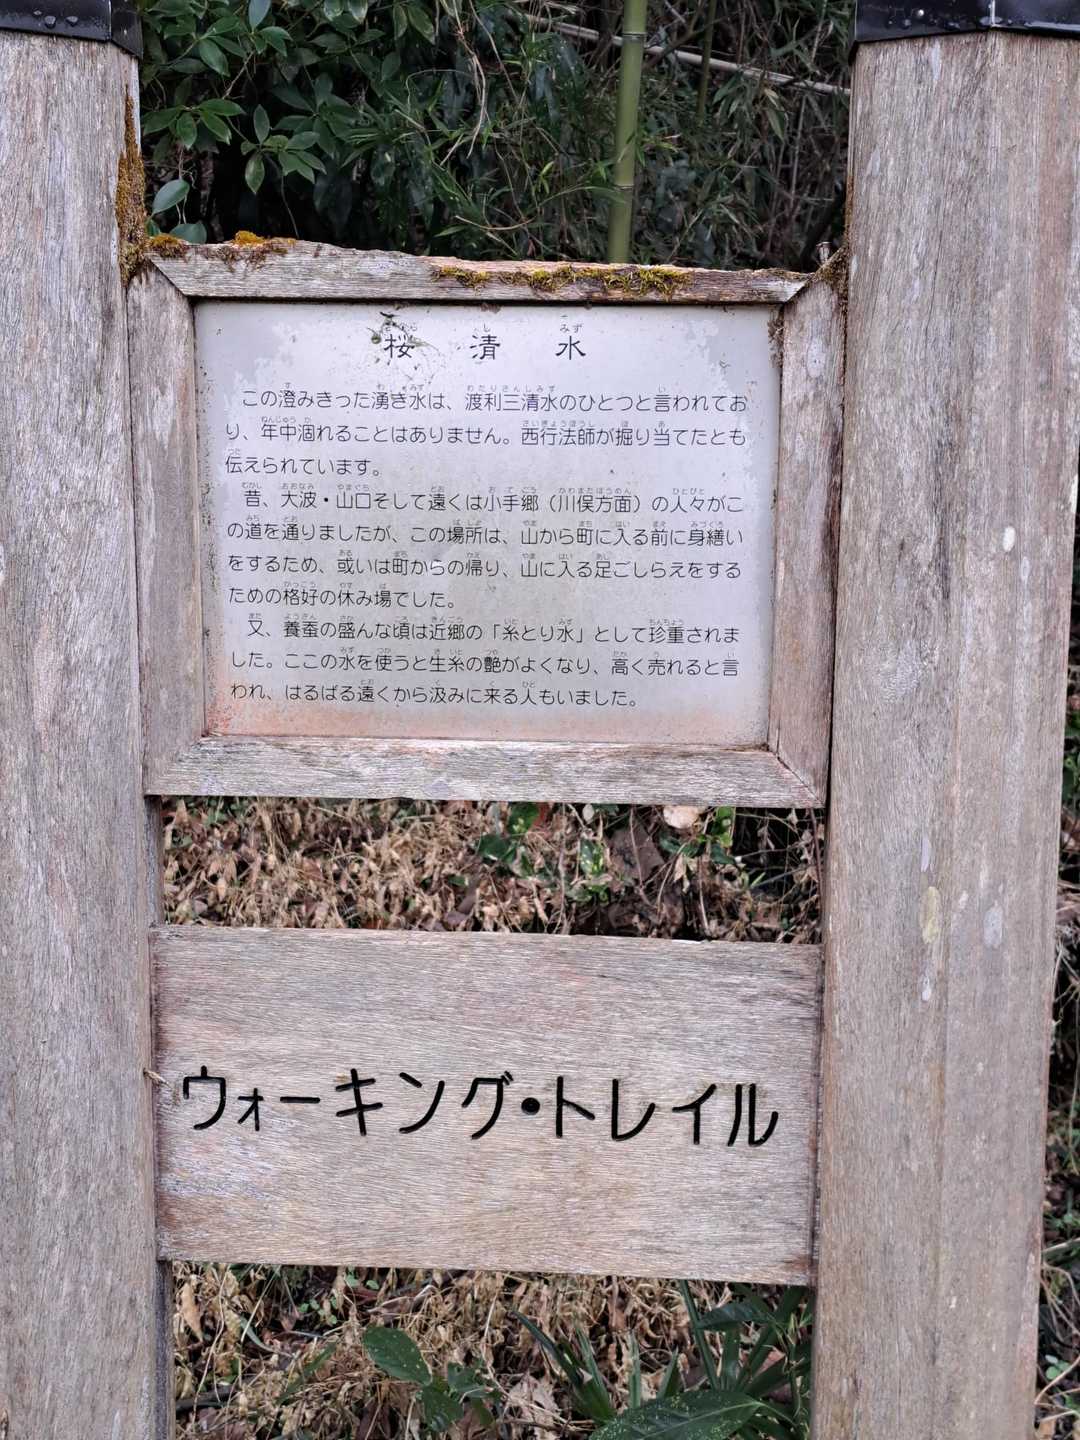 桜清水
この澄みきった湧き水は、渡利三清水のひとつと言われてお
り、年中涸れることはありません。西行法師が掘り当てたとも
伝えられています。
昔、大波・山口そして遠くは小手郷（川俣方面）の人々がこ
の道を通りましたが、この場所は、山から町に入る前に身繕い
をするため、或いは町からの帰り、山に入る足ごしらえをする
ための格好の休み場でした。
又、養蚕の盛んな頃は近郷の「糸とり水」として珍重されま
した。ここの水を使うと生糸の艶がよくなり、高く売れると言
われ、はるばる遠くから汲みに来る人もいました。
ウォーキング・トレイル